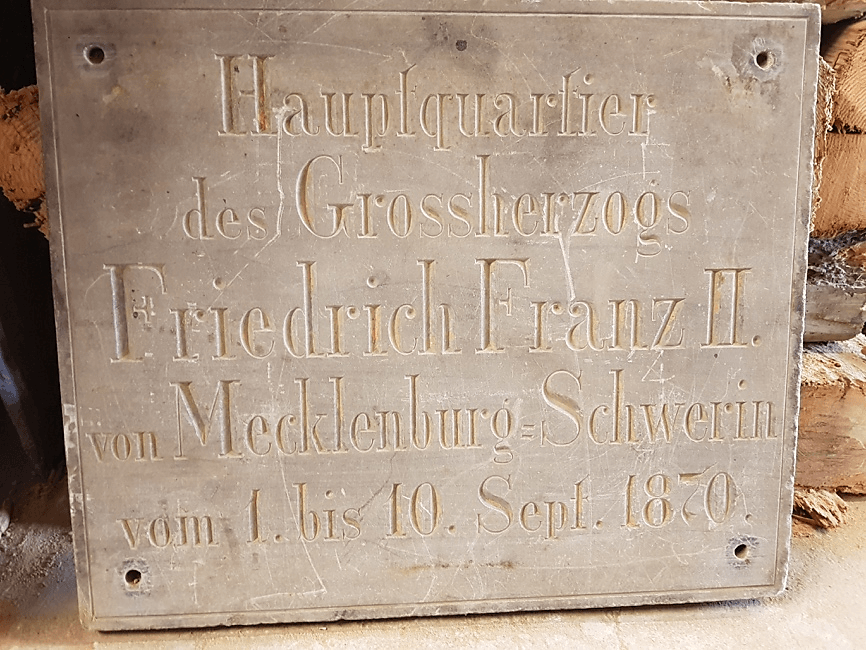 Hauptquartier
des Grossherzogs
Friedrich Franz II.
von Mecklenburg=Schwerin
vom 1. bis 10. Sept. 1870.